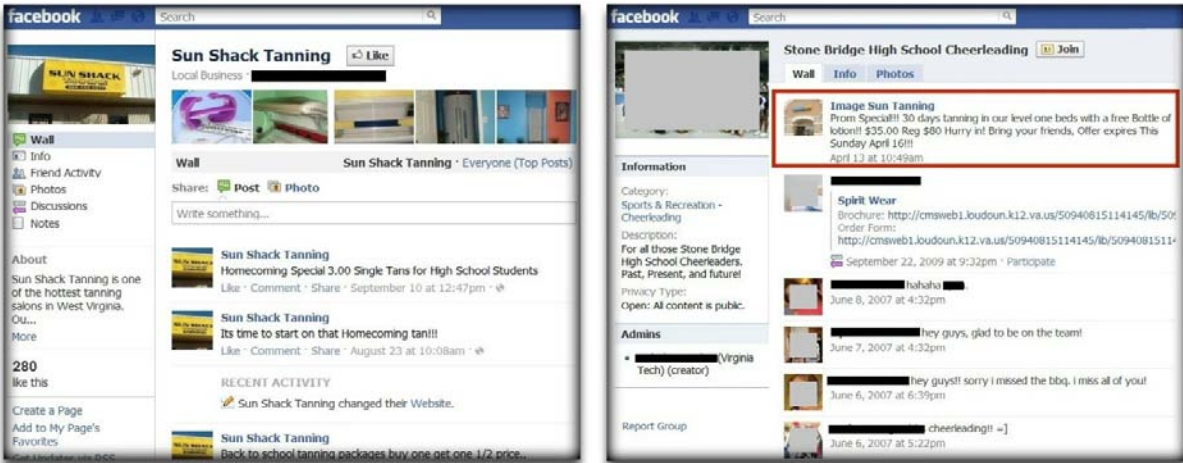 facebook
Search
SUN SHACK
Wall
Info
Friend Activity
Photos
Discussions
Notes
About
Sun Shack Tanning is one
of the hottest tanning
salons in West Virginia.
Ou...
More
280
like this
Create a Page
Add to My Page's
Favorites
Get Updates via RSS
Sun Shack Tanning
Like
Local Business ·
Wall
Sun Shack Tanning · Everyone (Top Posts)
Share: Post Photo
Write something...
Sun Shack Tanning
Homecoming Special 3.00 Single Tans for High School Students
Like · Comment · Share · September 10 at 12:47pm ·
Sun Shack Tanning
Its time to start on that Homecoming tan!!!
Like · Comment · Share · August 23 at 10:08am ·
RECENT ACTIVITY
Sun Shack Tanning changed their Website.
Sun Shack Tanning
Back to school tanning packages buy one get one 1/2 price..
facebook
Search
Information
Category:
Sports & Recreation -
Cheerleading
Description:
For all those Stone Bridge
High School Cheerleaders.
Past, Present, and future!
Privacy Type:
Open: All content is public.
Admins
(Virginia
Tech) (creator)
Report Group
Stone Bridge High School Cheerleading
Join
Wall Info Photos
Image Sun Tanning
Prom Special!!! 30 days tanning in our level one beds with a free Bottle of
lotion!! $35.00 Reg $80 Hurry in! Bring your friends, Offer expires This
Sunday April 16!!!
April 13 at 10:49am
Spirit Wear
Brochure: http://cmsweb1.loudoun.k12.va.us/50940815114145/lib/509
Order Form:
http://cmsweb1.loudoun.k12.va.us/50940815114145/lib/50940815114
September 22, 2009 at 9:32pm · Participate
hahaha
June 8, 2007 at 4:32pm
hey guys, glad to be on the team!
June 7, 2007 at 4:32pm
hey guys!! sorry i missed the bbq. i miss all of you!
June 6, 2007 at 6:39pm
cheerleading!! =]
June 6, 2007 at 5:22pm